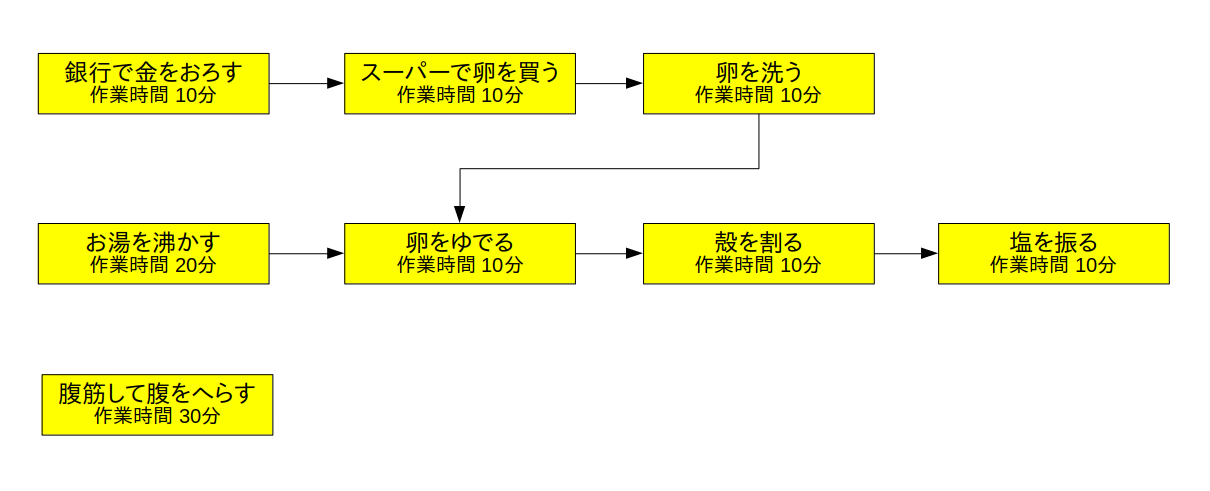 銀行で金をおろす
作業時間 10分
スーパーで卵を買う
作業時間 10分
卵を洗う
作業時間 10分
お湯を沸かす
作業時間 20分
卵をゆでる
作業時間 10分
殻を割る
作業時間 10分
塩を振る
作業時間 10分
腹筋して腹をへらす
作業時間 30分